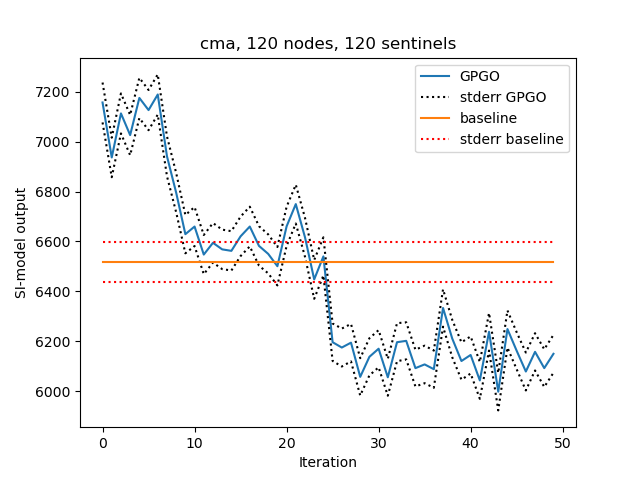 cma, 120 nodes, 120 sentinels
GPGO
stderr GPGO
baseline
stderr baseline
SI-model output
7200
7000
6800
6600
6400
6200
6000
0 10 20 30 40 50
Iteration